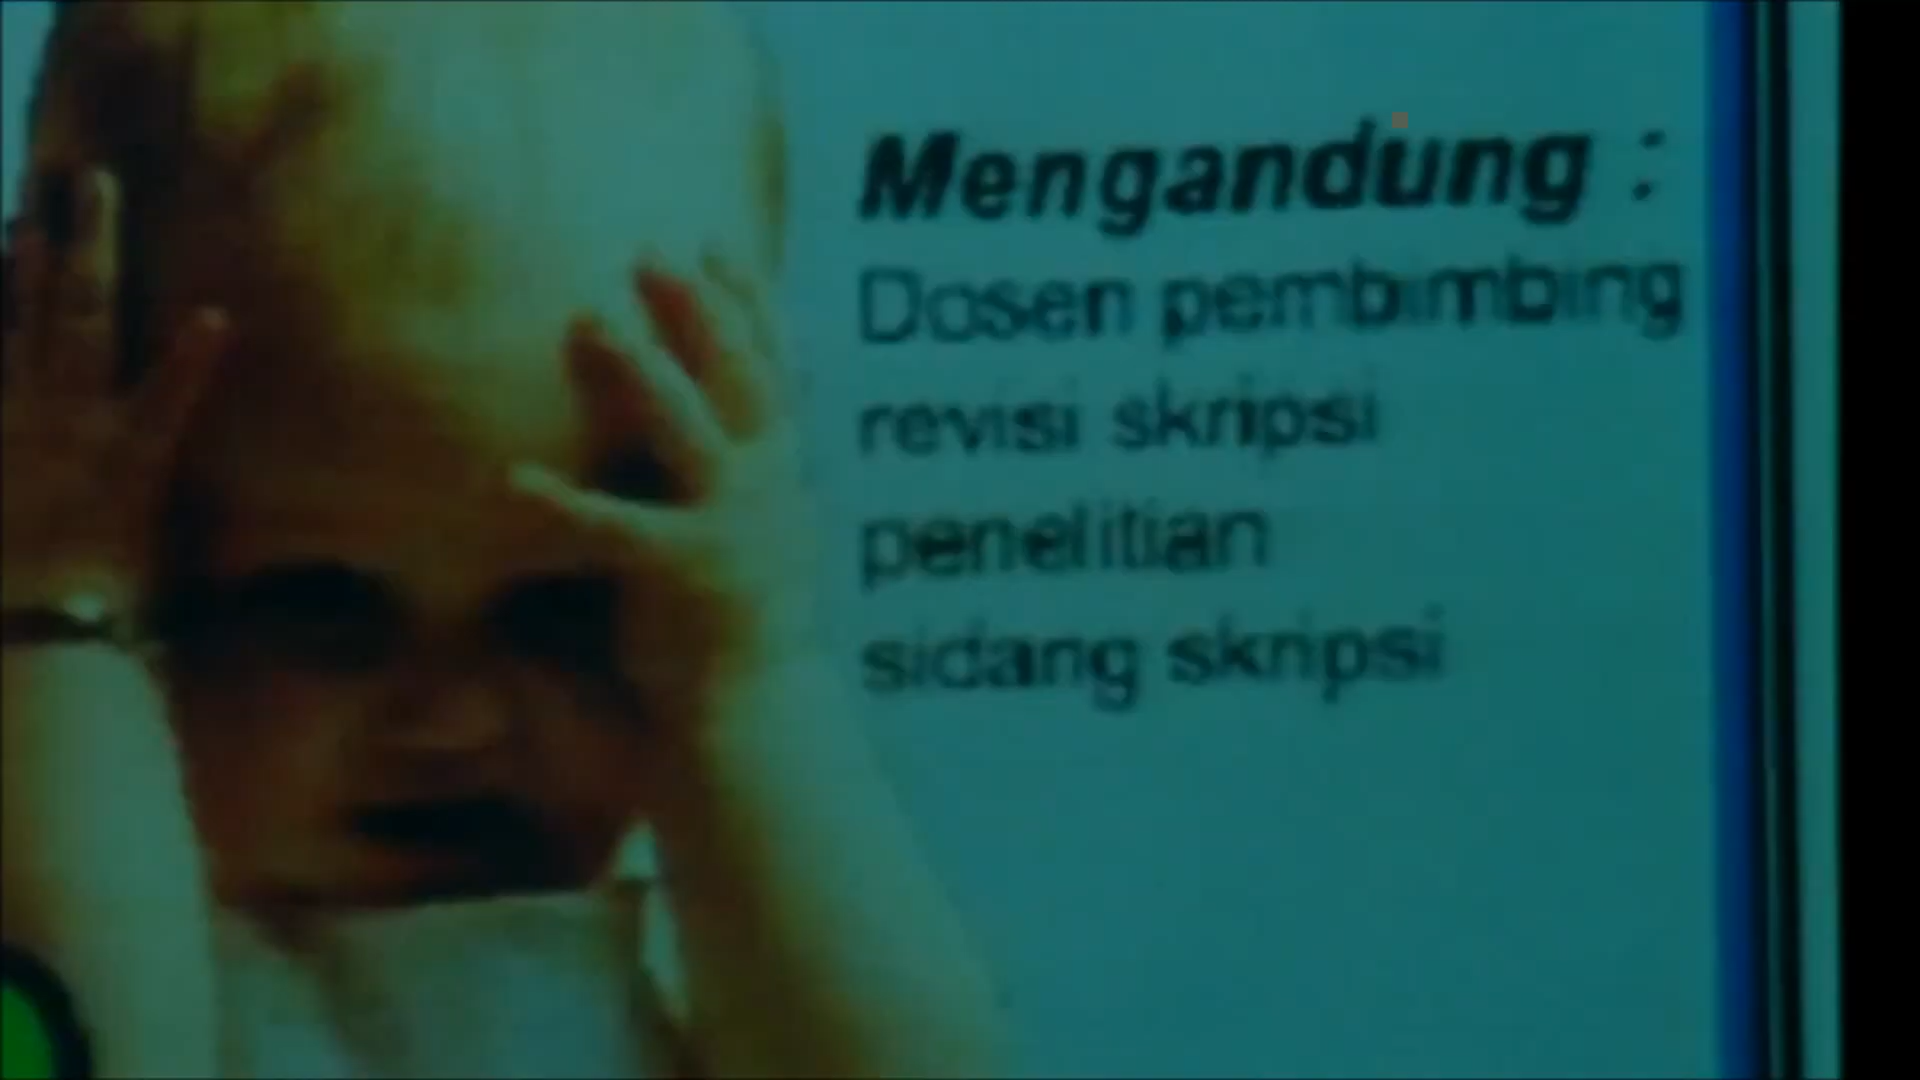 Mengandung :
Dosen pembimbing
revisi skripsi
penelitian
sidang skripsi